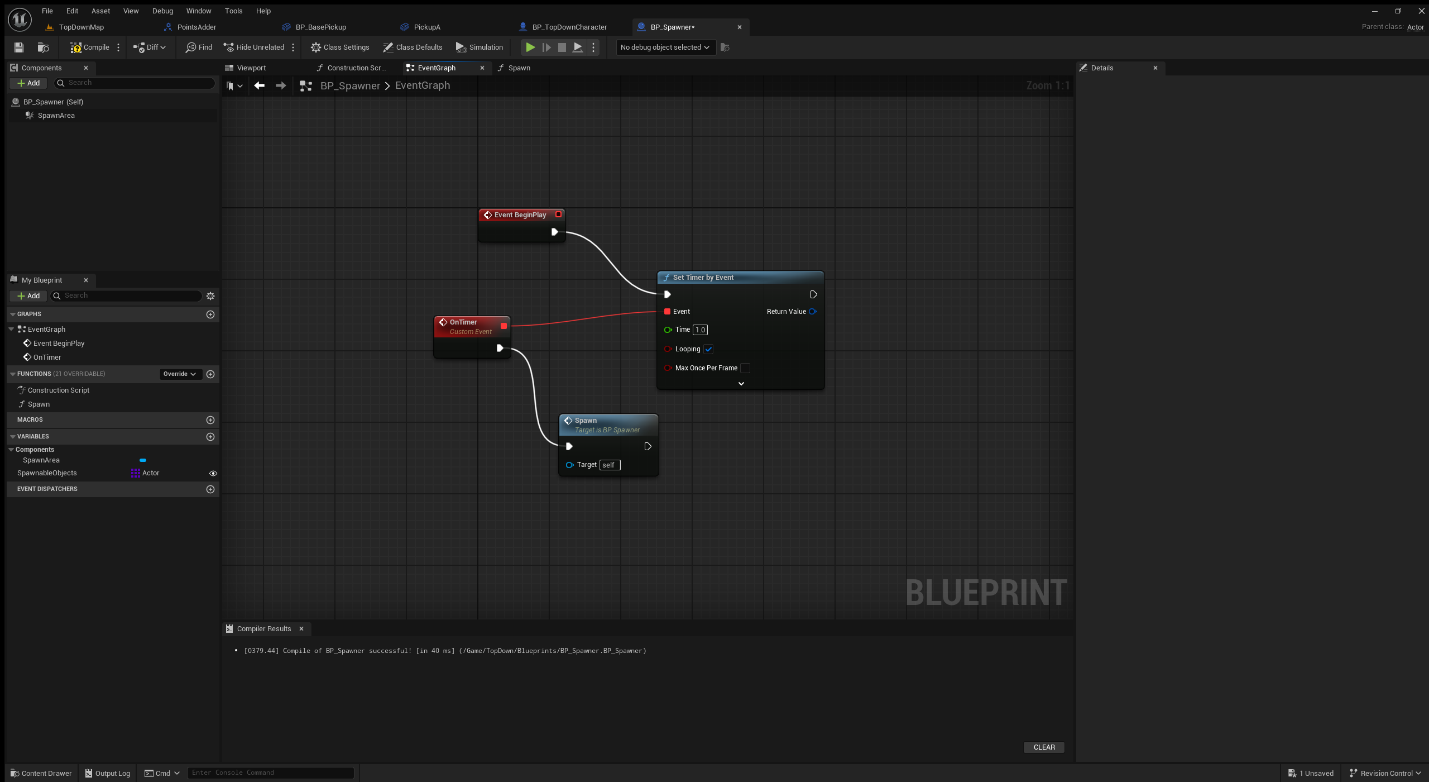 File Edit Asset View Debug Window Tools Help
TopDownMap PointsAdder BP_BasePickup PickupA BP_TopDownCharacter BP_Spawner•
Parent class: Actor
Compile Diff Find Hide Unrelated Class Settings Class Defaults Simulation No debug object selected
Components
Add Search
BP_Spawner (Self)
SpawnArea
My Blueprint
Add Search
GRAPHS
EventGraph
Event BeginPlay
OnTimer
FUNCTIONS (21 OVERRIDABLE) Override
Construction Script
Spawn
MACROS
VARIABLES
Components
SpawnArea
SpawnableObjects Actor
EVENT DISPATCHERS
Viewport Construction Scr... EventGraph Spawn
BP_Spawner > EventGraph
Zoom 1:1
Event BeginPlay
Set Timer by Event
Event Return Value
Time 1.0
Looping
Max Once Per Frame
OnTimer
Custom Event
Spawn
Target is BP Spawner
Target self
BLUEPRINT
Compiler Results
[0379.44] Compile of BP_Spawner successful! [in 40 ms] (/Game/TopDown/Blueprints/BP_Spawner.BP_Spawner)
CLEAR
Details
Content Drawer Output Log Cmd Enter Console Command
1 Unsaved Revision Control